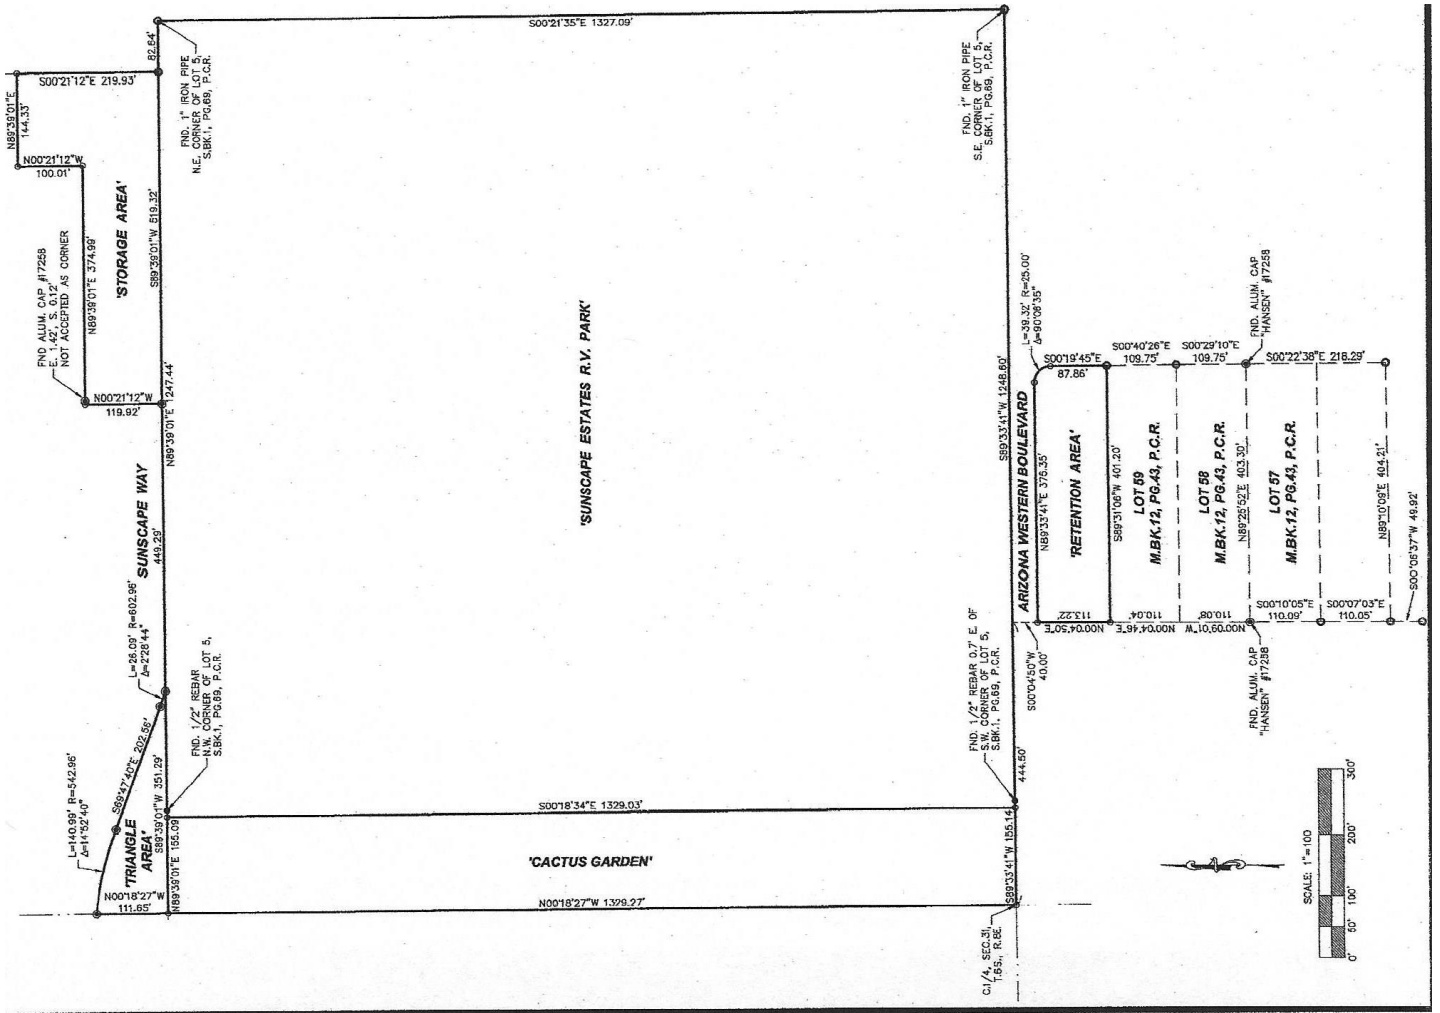 S00°21'35"E 1327.09'
82.64'
S00°21'12"E 219.93'
N89°39'01"E
144.33'
N00°21'12"W
100.01'
'STORAGE AREA'
FND. 1" IRON PIPE
N.E. CORNER OF LOT 5,
S.BK.1, PG.69, P.C.R.
FND. 1" IRON PIPE
S.E. CORNER OF LOT 5,
S.BK.1, PG.69, P.C.R.
FND ALUM. CAP #17258
E. 1.42', S. 0.12'
NOT ACCEPTED AS CORNER
N89°39'01"E 374.99'
S89°39'01"W 519.32'
N00°21'12"W
119.92'
N89°39'01"E 1247.44'
SUNSCAPE WAY
449.29'
'SUNSCAPE ESTATES R.V. PARK'
S89°33'41"W 1248.60'
L=39.32' R=25.00'
Δ=90°06'35"
ARIZONA WESTERN BOULEVARD
S00°19'45"E
87.86'
S00°40'26"E
109.75'
S00°29'10"E
109.75'
FND. ALUM. CAP
"HANSEN" #17258
S00°22'38"E 218.29'
N89°33'41"E 375.35'
'RETENTION AREA'
S89°31'06"W 401.20'
LOT 59
M.BK.12, PG.43, P.C.R.
LOT 58
M.BK.12, PG.43, P.C.R.
N89°25'52"E 403.30'
LOT 57
M.BK.12, PG.43, P.C.R.
N89°10'09"E 404.21'
N00°04'50"E
113.22'
N00°04'46"E
110.04'
N00°09'01"W
110.08'
S00°10'05"E
110.09'
S00°07'03"E
110.05'
S00°06'37"W 49.92'
S00°04'50"W
40.00'
FND. ALUM. CAP
"HANSEN" #17258
L=26.09' R=602.96'
Δ=2°28'44"
FND. 1/2" REBAR
N.W. CORNER OF LOT 5,
S.BK.1, PG.69, P.C.R.
FND. 1/2" REBAR 0.7' E. OF
S.W. CORNER OF LOT 5,
S.BK.1, PG.69, P.C.R.
444.50'
L=140.99' R=542.96'
Δ=14°52'40"
S69°47'40"E 202.56'
S89°39'01"W 351.29'
'TRIANGLE
AREA'
N89°39'01"E 155.09'
N00°18'27"W
111.65'
S00°18'34"E 1329.03'
'CACTUS GARDEN'
N00°18'27"W 1329.27'
S89°33'41"W 155.14'
C.1/4, SEC.31,
SCALE: 1"=100
0'
50'
100'
200'
300'